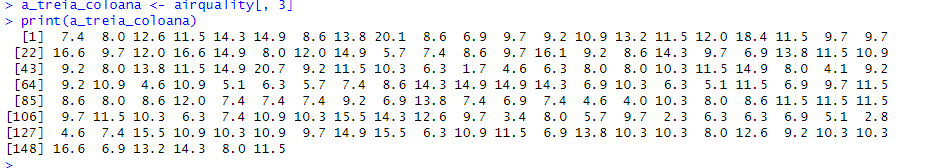 > a_treia_coloana <- airquality[, 3]
> print(a_treia_coloana)
[1] 7.4 8.0 12.6 11.5 14.3 14.9 8.6 13.8 20.1 8.6 6.9 9.7 9.2 10.9 13.2 11.5 12.0 18.4 11.5 9.7 9.7
[22] 16.6 9.7 12.0 16.6 14.9 8.0 12.0 14.9 5.7 7.4 8.6 9.7 16.1 9.2 8.6 14.3 9.7 6.9 13.8 11.5 10.9
[43] 9.2 8.0 13.8 11.5 14.9 20.7 9.2 11.5 10.3 6.3 1.7 4.6 6.3 8.0 8.0 10.3 11.5 14.9 8.0 4.1 9.2
[64] 9.2 10.9 4.6 10.9 5.1 6.3 5.7 7.4 8.6 14.3 14.9 14.9 14.3 6.9 10.3 6.3 5.1 11.5 6.9 9.7 11.5
[85] 8.6 8.0 8.6 12.0 7.4 7.4 7.4 9.2 6.9 13.8 7.4 6.9 7.4 4.6 4.0 10.3 8.0 8.6 11.5 11.5 11.5
[106] 9.7 11.5 10.3 6.3 7.4 10.9 10.3 15.5 14.3 12.6 9.7 3.4 8.0 5.7 9.7 2.3 6.3 6.3 6.9 5.1 2.8
[127] 4.6 7.4 15.5 10.9 10.3 10.9 9.7 14.9 15.5 6.3 10.9 11.5 6.9 13.8 10.3 10.3 8.0 12.6 9.2 10.3 10.3
[148] 16.6 6.9 13.2 14.3 8.0 11.5
>